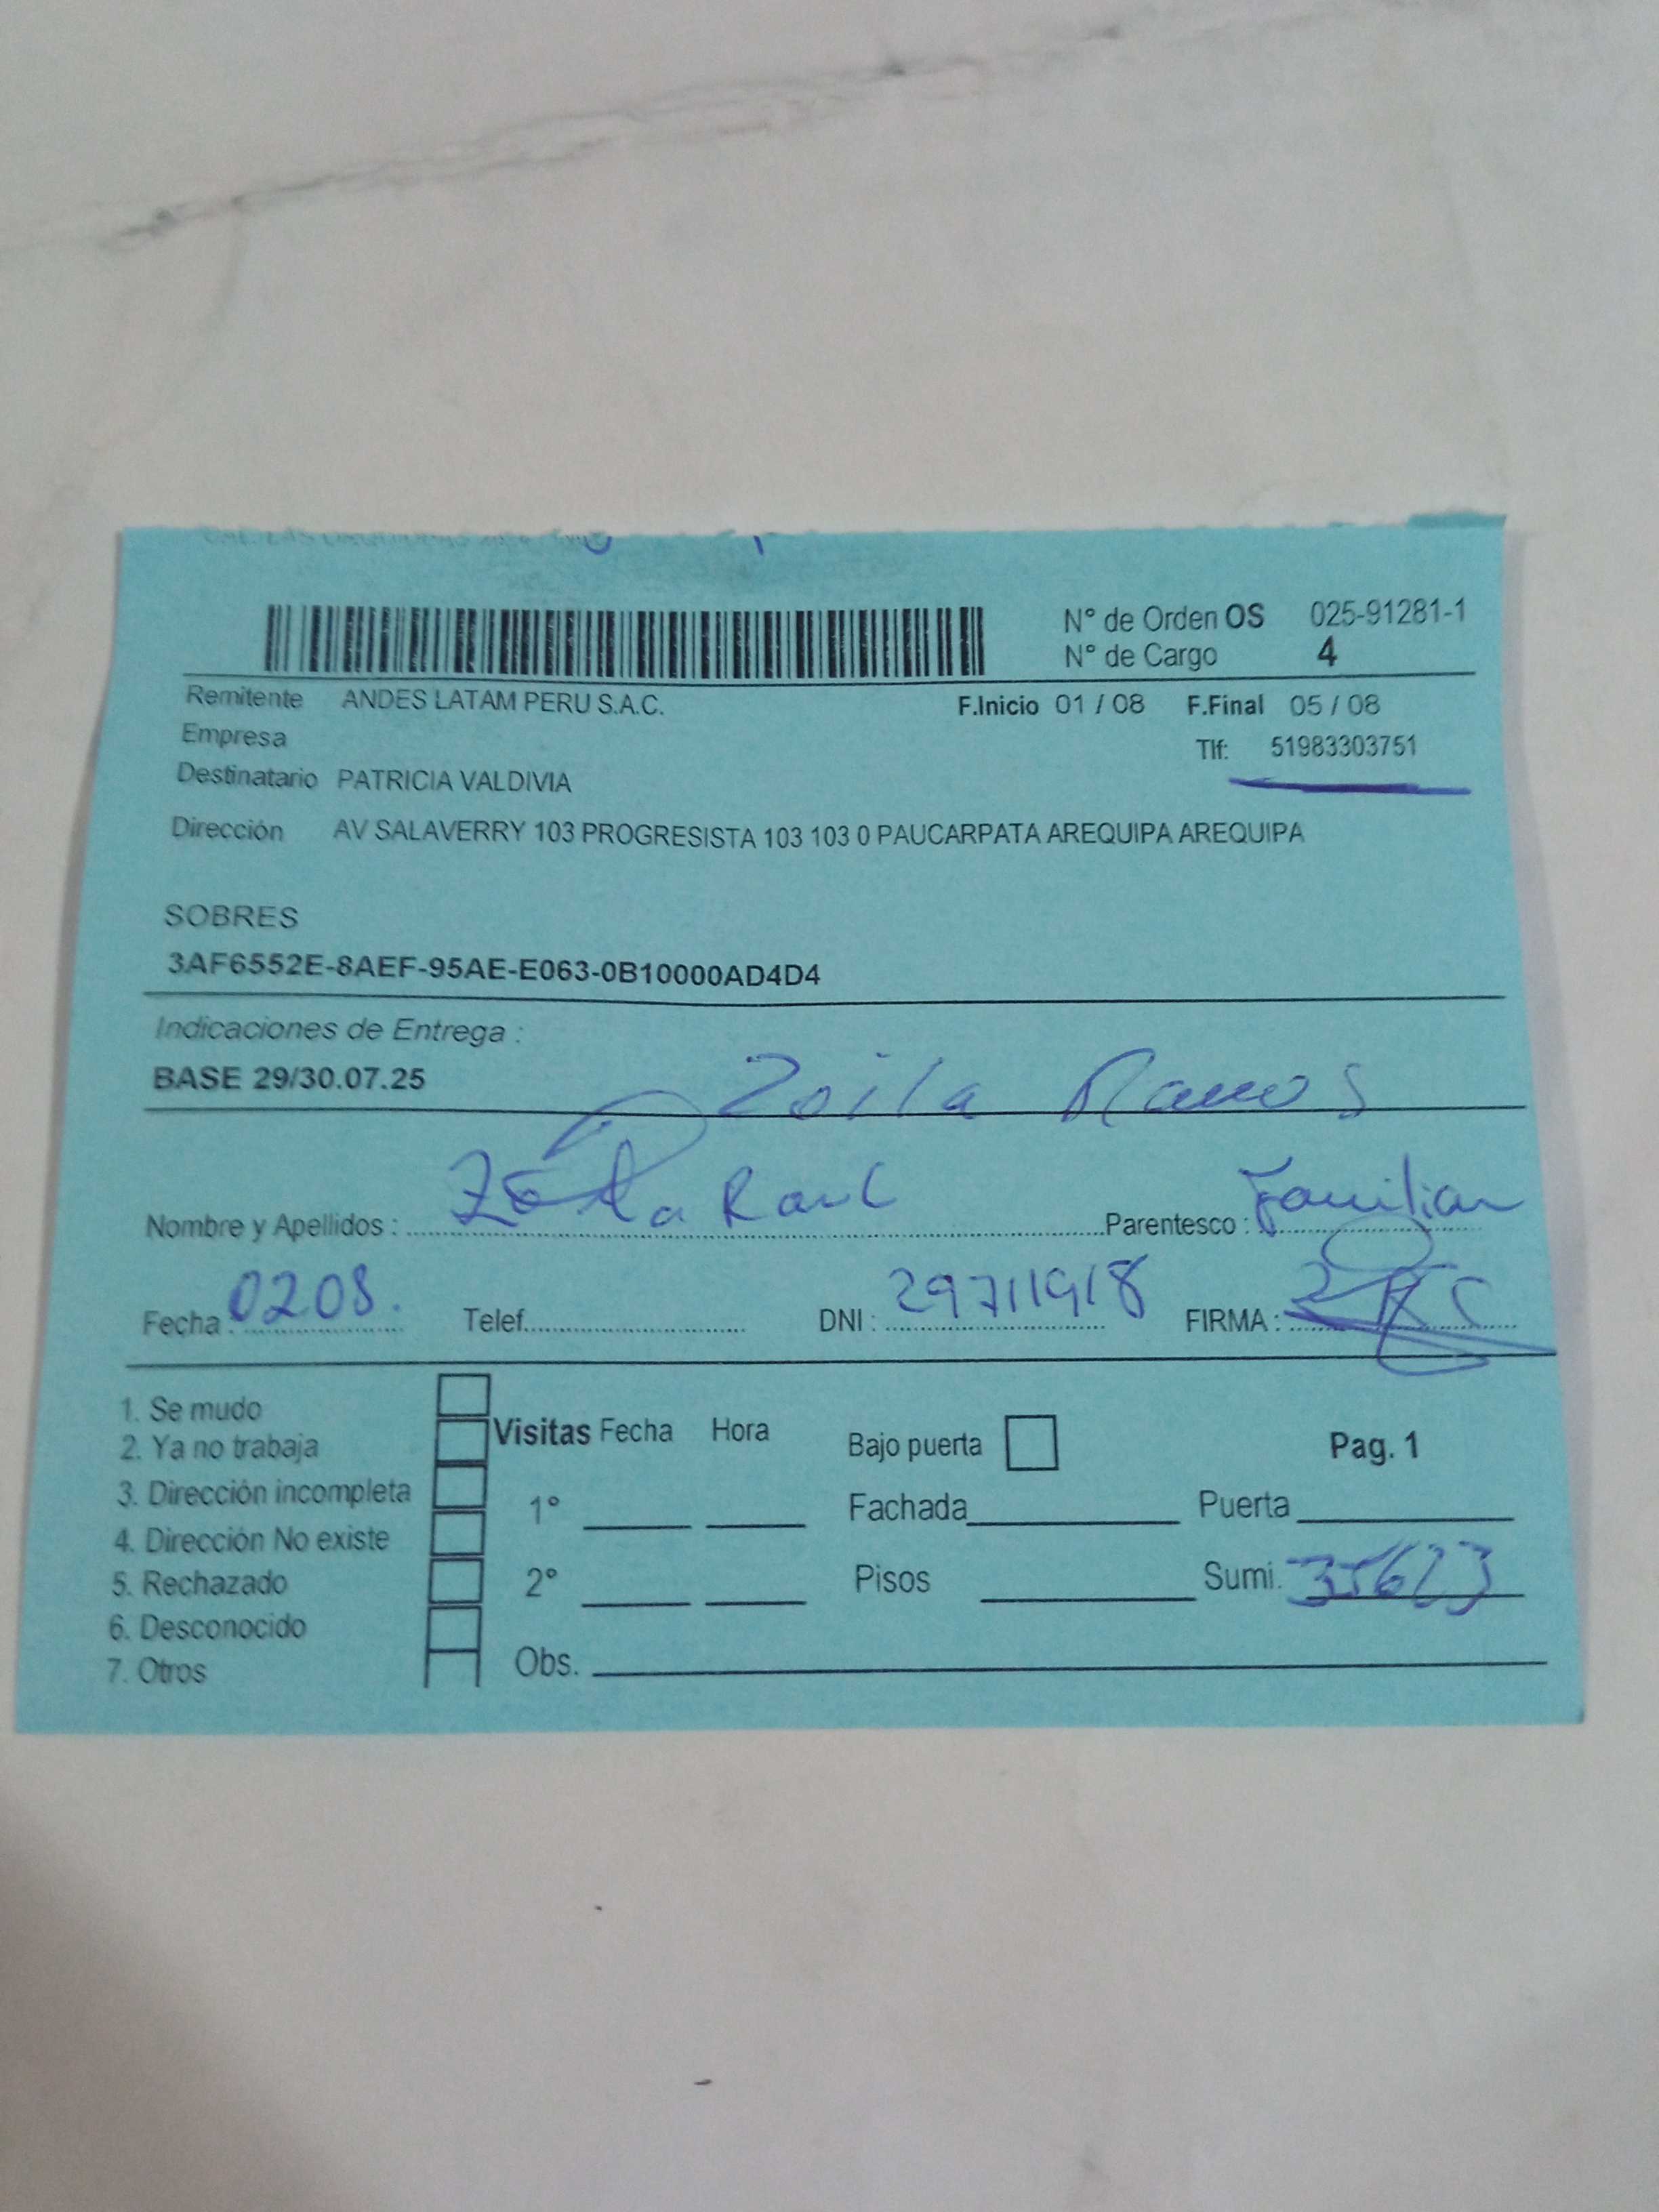 N° de Orden OS 025-91281-1
N° de Cargo 4
Remitente ANDES LATAM PERU S.A.C. F.Inicio 01 / 08 F.Final 05 / 08
Empresa Tlf: 51983303751
Destinatario PATRICIA VALDIVIA
Dirección AV SALAVERRY 103 PROGRESISTA 103 103 0 PAUCARPATA AREQUIPA AREQUIPA
SOBRES
3AF6552E-8AEF-95AE-E063-0B10000AD4D4
Indicaciones de Entrega :
BASE 29/30.07.25 Zoila Ramos
Nombre y Apellidos : Parentesco : Familiar
Fecha : 0208. Telef. DNI : 29711918 FIRMA :
1. Se mudo
2. Ya no trabaja Visitas Fecha Hora Bajo puerta Pag. 1
3. Dirección incompleta 1° Fachada Puerta
4. Dirección No existe
5. Rechazado 2° Pisos Sumi. 35623
6. Desconocido
7. Otros Obs.